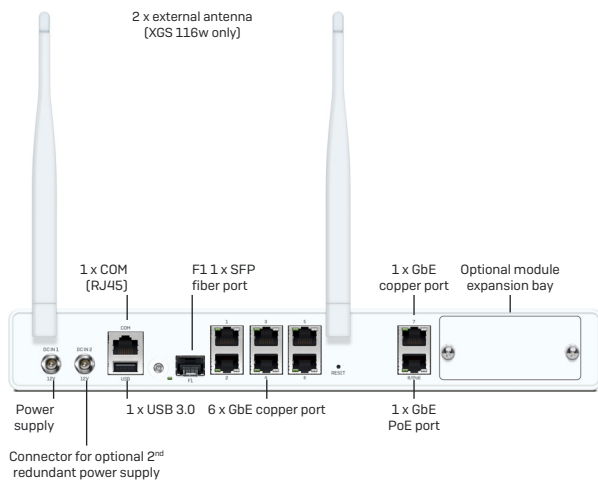 2 x external antenna
(XGS 116w only)
1 x COM
(RJ45)
F1 1 x SFP
fiber port
1 x GbE
copper port
Optional module
expansion bay
COM
1
3
5
7
DC IN 1
DC IN 2
12V
12V
USB
F1
2
4
6
RESET
8/PoE
Power
supply
1 x USB 3.0
6 x GbE copper port
1 x GbE
PoE port
Connector for optional 2nd
redundant power supply